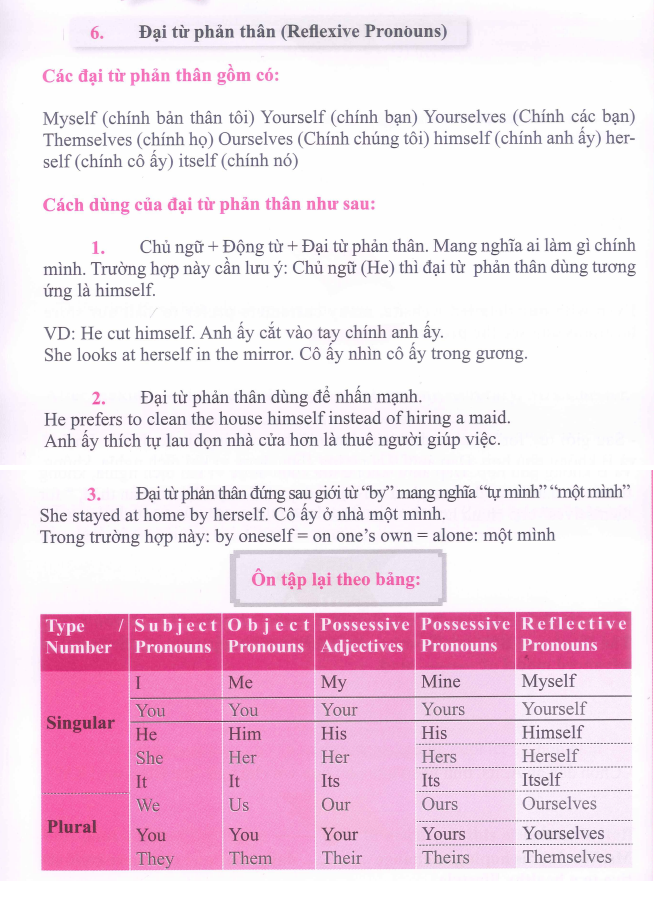 6. Đại từ phản thân (Reflexive Pronouns)
Các đại từ phản thân gồm có:
Myself (chính bản thân tôi) Yourself (chính bạn) Yourselves (Chính các bạn)
Themselves (chính họ) Ourselves (Chính chúng tôi) himself (chính anh ấy) her-
self (chính cô ấy) itself (chính nó)
Cách dùng của đại từ phản thân như sau:
1. Chủ ngữ + Động từ + Đại từ phản thân. Mang nghĩa ai làm gì chính
mình. Trường hợp này cần lưu ý: Chủ ngữ (He) thì đại từ phản thân dùng tương
ứng là himself.
VD: He cut himself. Anh ấy cắt vào tay chính anh ấy.
She looks at herself in the mirror. Cô ấy nhìn cô ấy trong gương.
2. Đại từ phản thân dùng để nhấn mạnh.
He prefers to clean the house himself instead of hiring a maid.
Anh ấy thích tự lau dọn nhà cửa hơn là thuê người giúp việc.
3. Đại từ phản thân đứng sau giới từ “by” mang nghĩa “tự mình” “một mình”
She stayed at home by herself. Cô ấy ở nhà một mình.
Trong trường hợp này: by oneself = on one’s own = alone: một mình
Ôn tập lại theo bảng:
Type / Subject Object Possessive Possessive Reflective
Number Pronouns Pronouns Adjectives Pronouns Pronouns
I Me My Mine Myself
You You Your Yours Yourself
Singular
He Him His His Himself
She Her Her Hers Herself
It It Its Its Itself
We Us Our Ours Ourselves
Plural
You You Your Yours Yourselves
They Them Their Theirs Themselves